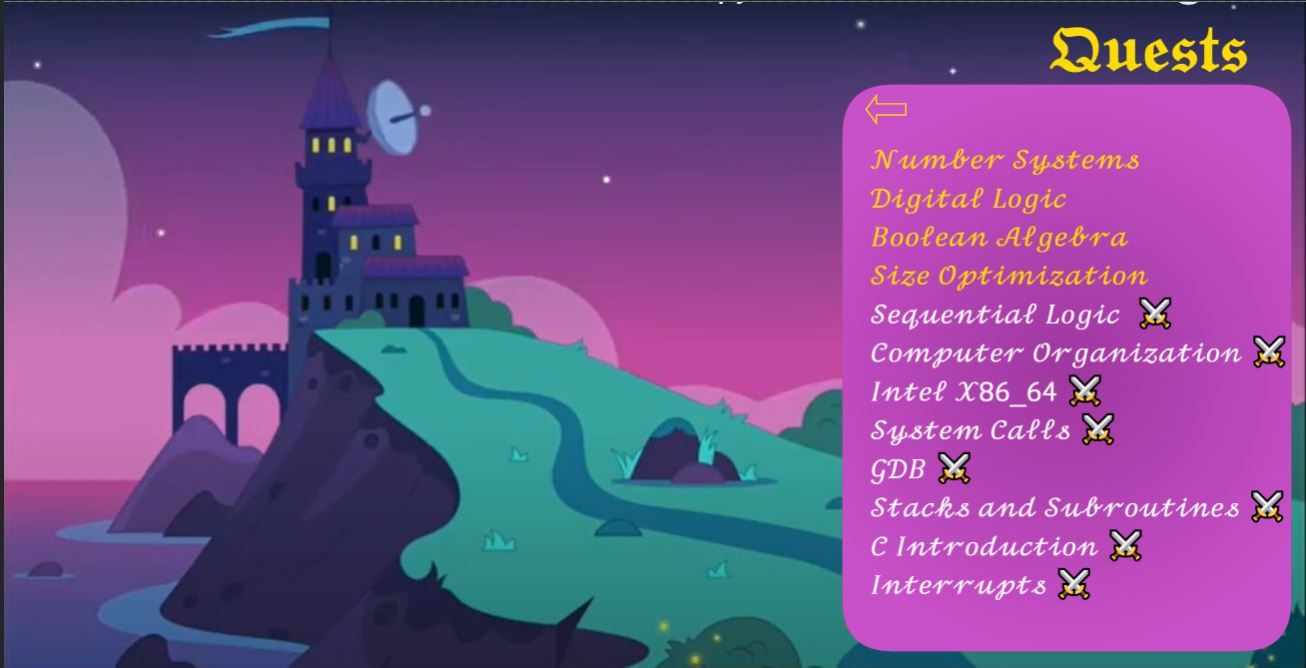 Quests
Number Systems
Digital Logic
Boolean Algebra
Size Optimization
Sequential Logic
Computer Organization
Intel X86_64
System Calls
GDB
Stacks and Subroutines
C Introduction
Interrupts